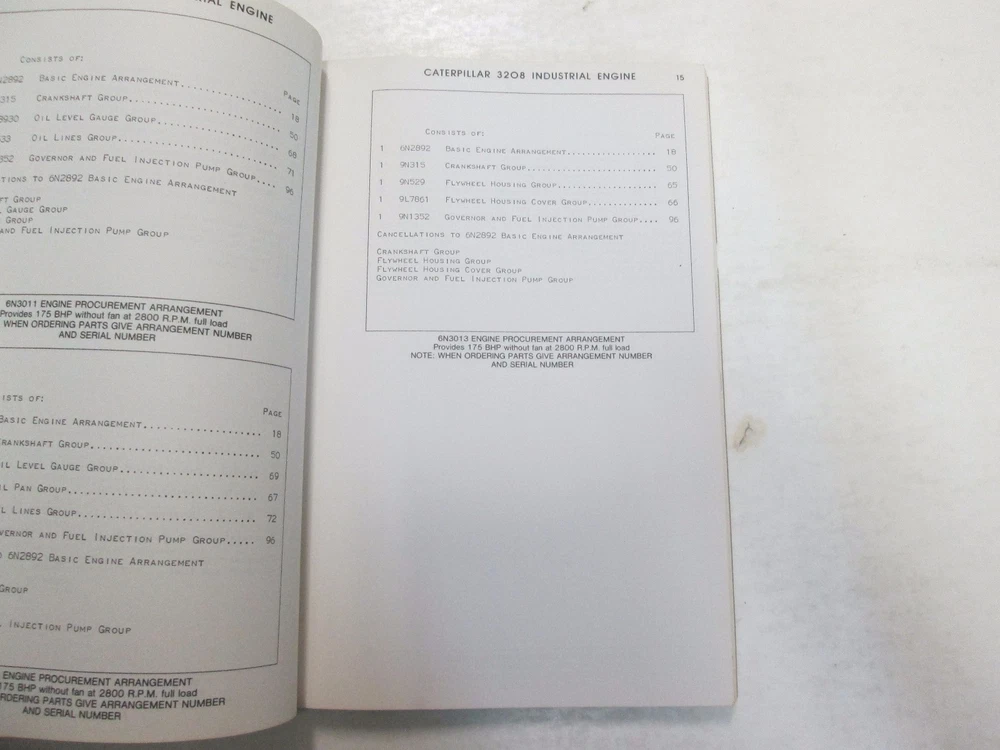 ENGINE
CONSISTS OF:
PAGE
BASIC ENGINE ARRANGEMENT.................... 18
315 CRANKSHAFT GROUP.................... 50
OIL LEVEL GAUGE GROUP.................... 68
OIL LINES GROUP.................... 71
GOVERNOR AND FUEL INJECTION PUMP GROUP.... 96
TO 6N2892 BASIC ENGINE ARRANGEMENT
GROUP
GAUGE GROUP
GROUP
AND FUEL INJECTION PUMP GROUP
6N3011 ENGINE PROCUREMENT ARRANGEMENT
Provides 175 BHP without fan at 2800 R.P.M. full load
WHEN ORDERING PARTS GIVE ARRANGEMENT NUMBER
AND SERIAL NUMBER
OF:
PAGE
BASIC ENGINE ARRANGEMENT.................... 18
CRANKSHAFT GROUP.................... 50
LEVEL GAUGE GROUP.................... 69
PAN GROUP.................... 67
LINES GROUP.................... 72
AND FUEL INJECTION PUMP GROUP..... 96
6N2892 BASIC ENGINE ARRANGEMENT
GROUP
INJECTION PUMP GROUP
ENGINE PROCUREMENT ARRANGEMENT
175 BHP without fan at 2800 R.P.M. full load
PARTS GIVE ARRANGEMENT NUMBER
AND SERIAL NUMBER
CATERPILLAR 3208 INDUSTRIAL ENGINE 15
CONSISTS OF: PAGE
1 6N2892 BASIC ENGINE ARRANGEMENT.................. 18
1 9N315 CRANKSHAFT GROUP.......................... 50
1 9N529 FLYWHEEL HOUSING GROUP.................... 65
1 9L7861 FLYWHEEL HOUSING COVER GROUP.............. 66
1 9N1352 GOVERNOR AND FUEL INJECTION PUMP GROUP.... 96
CANCELLATIONS TO 6N2892 BASIC ENGINE ARRANGEMENT
CRANKSHAFT GROUP
FLYWHEEL HOUSING GROUP
FLYWHEEL HOUSING COVER GROUP
GOVERNOR AND FUEL INJECTION PUMP GROUP
6N3013 ENGINE PROCUREMENT ARRANGEMENT
Provides 175 BHP without fan at 2800 R.P.M. full load
NOTE: WHEN ORDERING PARTS GIVE ARRANGEMENT NUMBER
AND SERIAL NUMBER